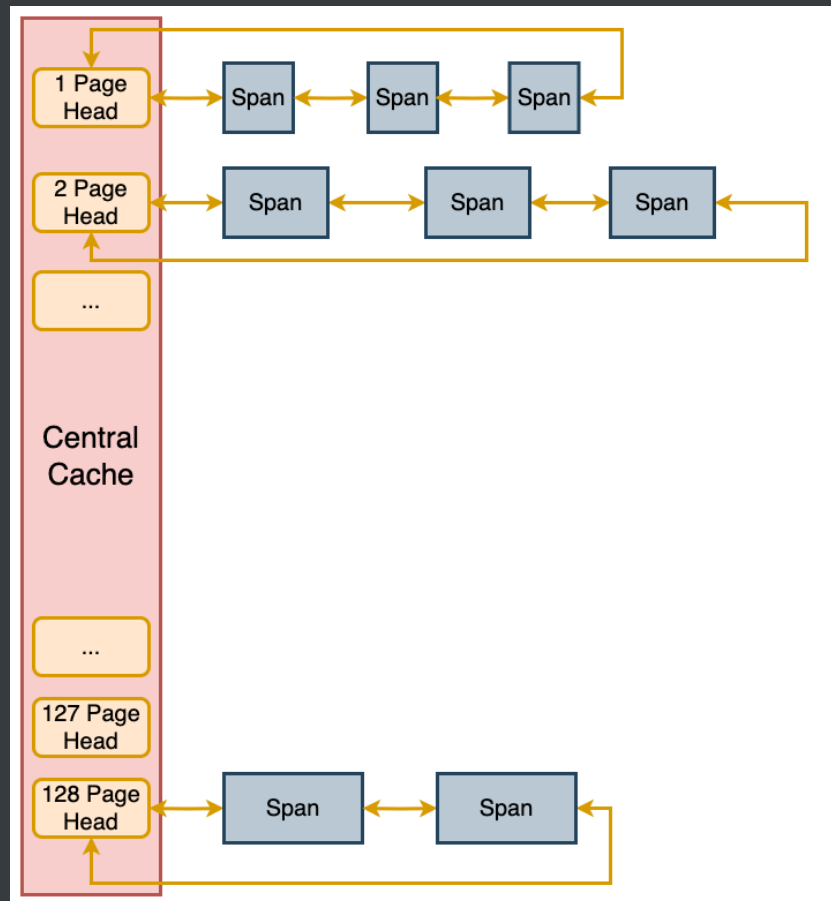 1 Page
Head
Span
Span
Span
2 Page
Head
Span
Span
Span
...
Central
Cache
...
127 Page
Head
128 Page
Head
Span
Span